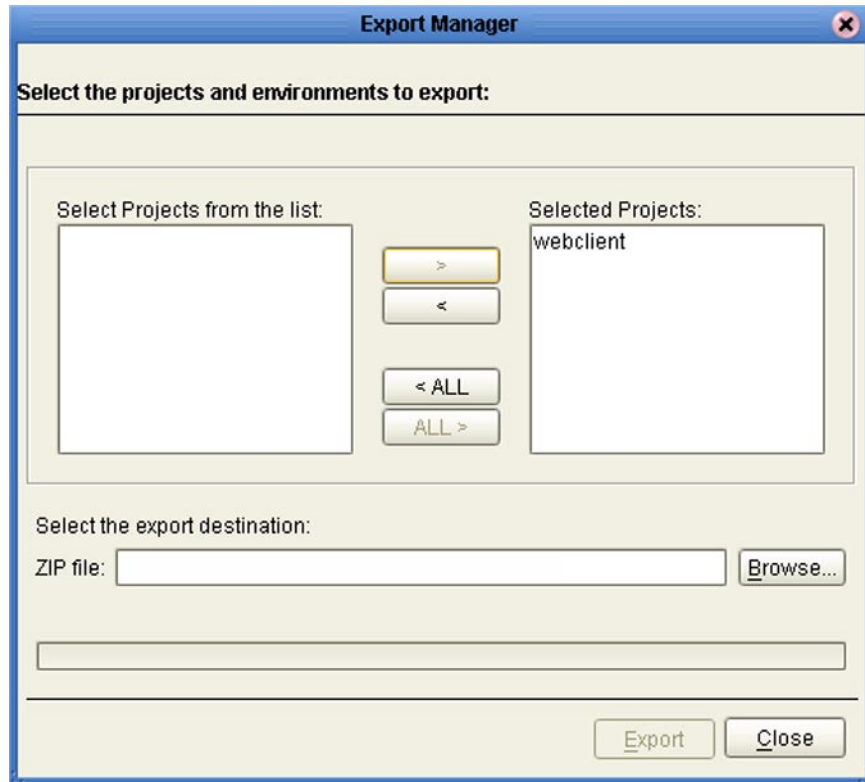 Export Manager
Select the projects and environments to export:
Select Projects from the list:
Selected Projects:
webclient
>
<
< ALL
ALL >
Select the export destination:
ZIP file:
Browse...
Export
Close